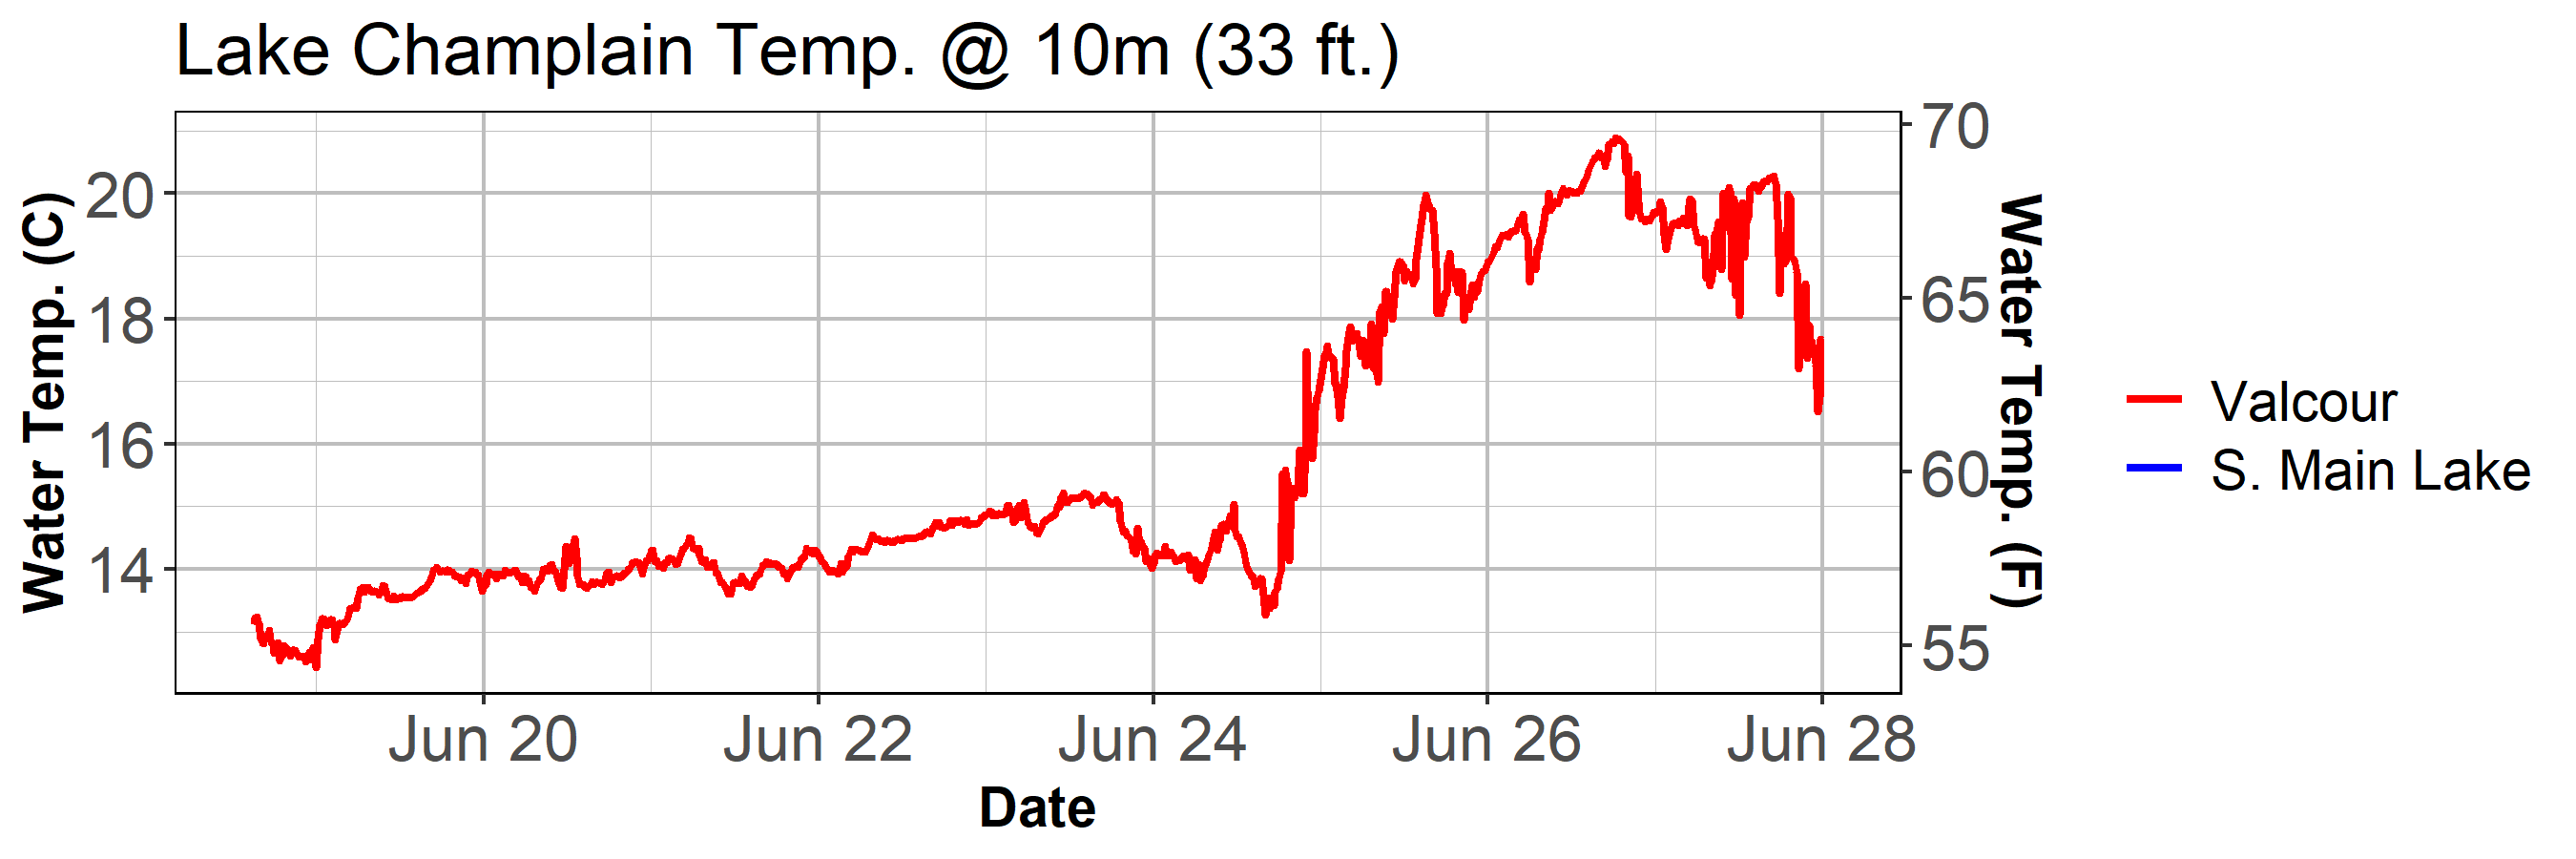 Lake Champlain Temp. @ 10m (33 ft.)
Water Temp. (C)
20
18
16
14
70
65
60
55
Water Temp. (F)
Jun 20
Jun 22
Jun 24
Jun 26
Jun 28
Date
Valcour
S. Main Lake